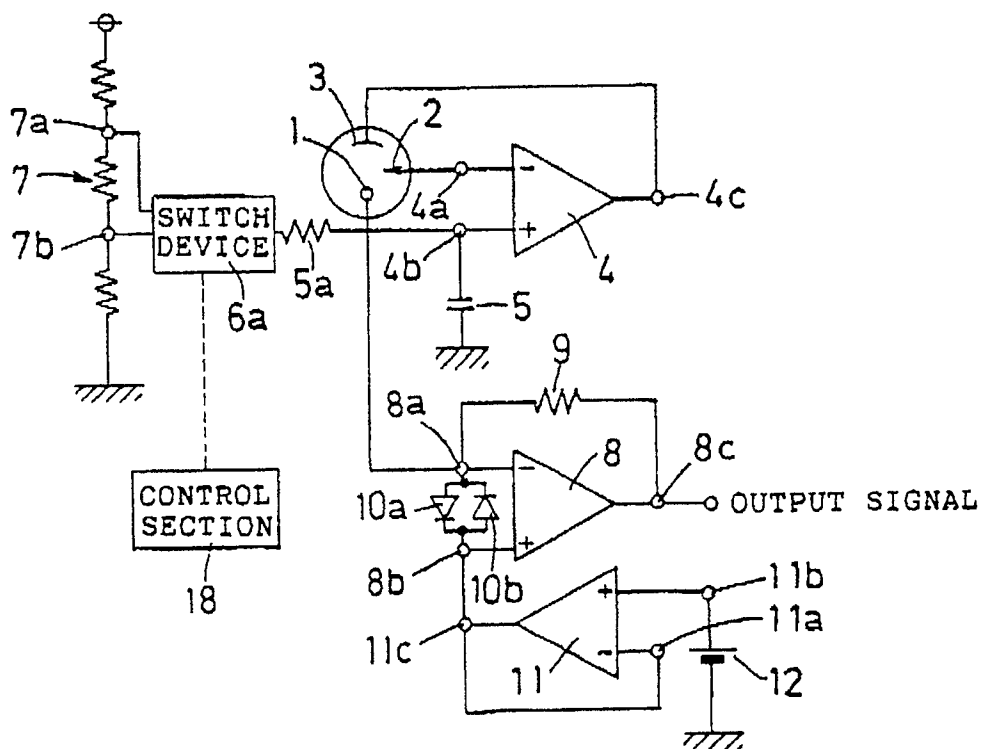 3
1
2
7a
7
7b
SWITCH
DEVICE
6a
5a
4a
4b
-
+
4
4c
5
9
8a
8
8c
-
+
OUTPUT SIGNAL
10a
10b
8b
CONTROL
SECTION
18
11c
11
+
-
11b
11a
12